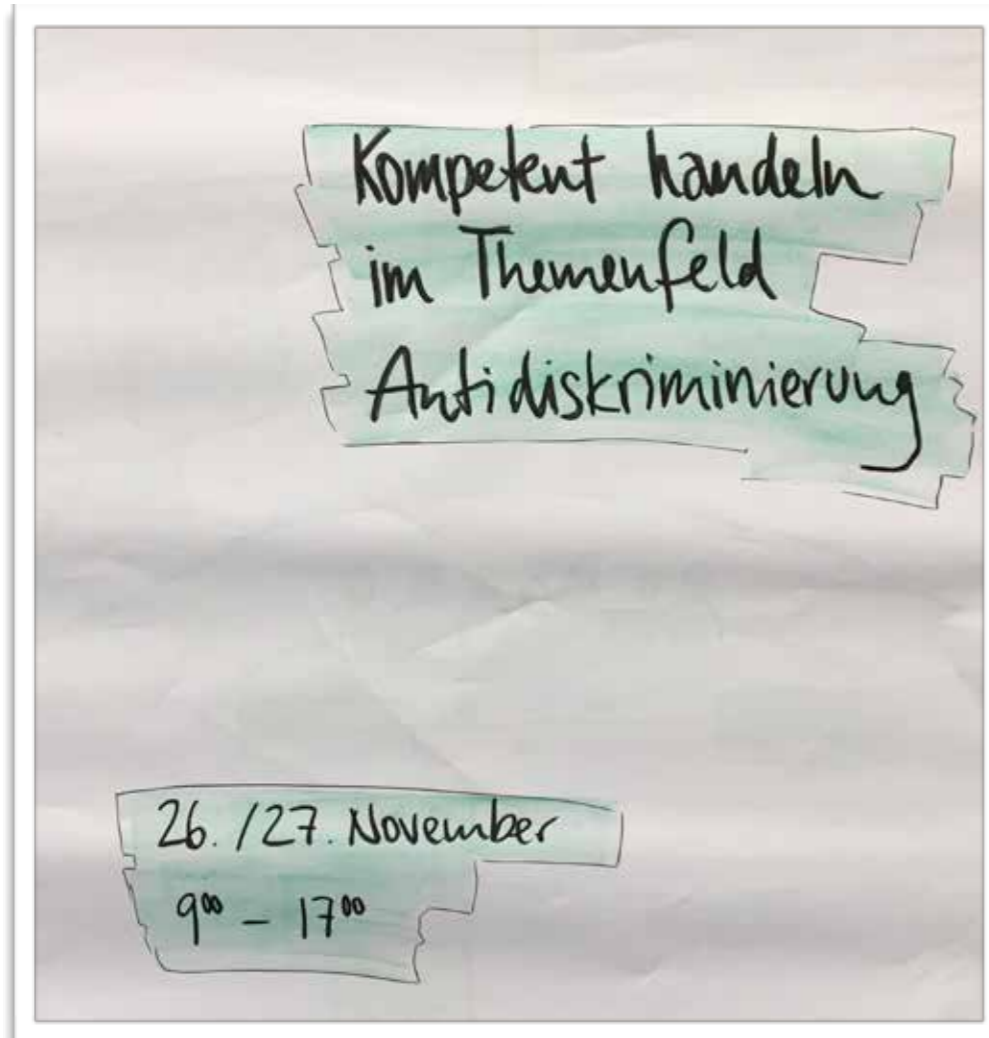 Kompetent handeln
im Themenfeld
Antidiskriminierung
26./27. November
9⁰⁰ – 17⁰⁰